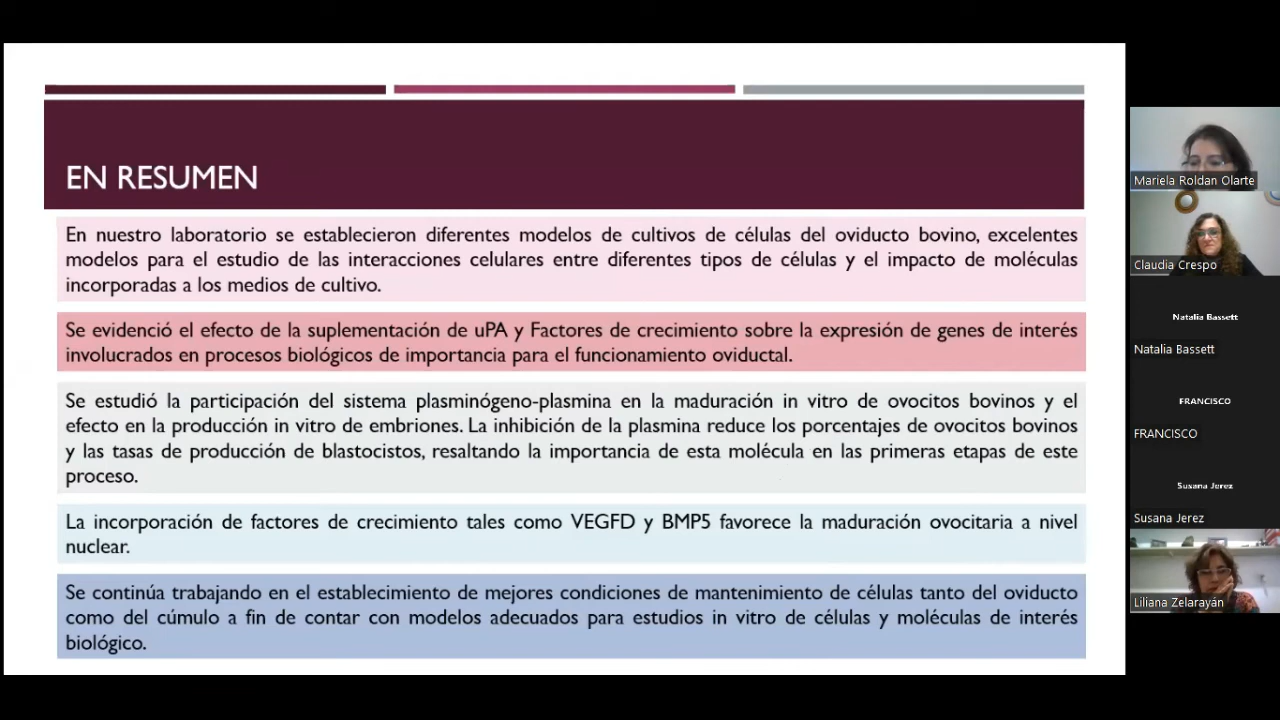 EN RESUMEN
En nuestro laboratorio se establecieron diferentes modelos de cultivos de células del oviducto bovino, excelentes
modelos para el estudio de las interacciones celulares entre diferentes tipos de células y el impacto de moléculas
incorporadas a los medios de cultivo.
Se evidenció el efecto de la suplementación de uPA y Factores de crecimiento sobre la expresión de genes de interés
involucrados en procesos biológicos de importancia para el funcionamiento oviductal.
Se estudió la participación del sistema plasminógeno-plasmina en la maduración in vitro de ovocitos bovinos y el
efecto en la producción in vitro de embriones. La inhibición de la plasmina reduce los porcentajes de ovocitos bovinos
y las tasas de producción de blastocistos, resaltando la importancia de esta molécula en las primeras etapas de este
proceso.
La incorporación de factores de crecimiento tales como VEGFD y BMP5 favorece la maduración ovocitaria a nivel
nuclear.
Se continúa trabajando en el establecimiento de mejores condiciones de mantenimiento de células tanto del oviducto
como del cúmulo a fin de contar con modelos adecuados para estudios in vitro de células y moléculas de interés
biológico.
Mariela Roldan Olarte
Claudia Crespo
Natalia Bassett
Natalia Bassett
FRANCISCO
FRANCISCO
Susana Jerez
Susana Jerez
Liliana Zelarayán